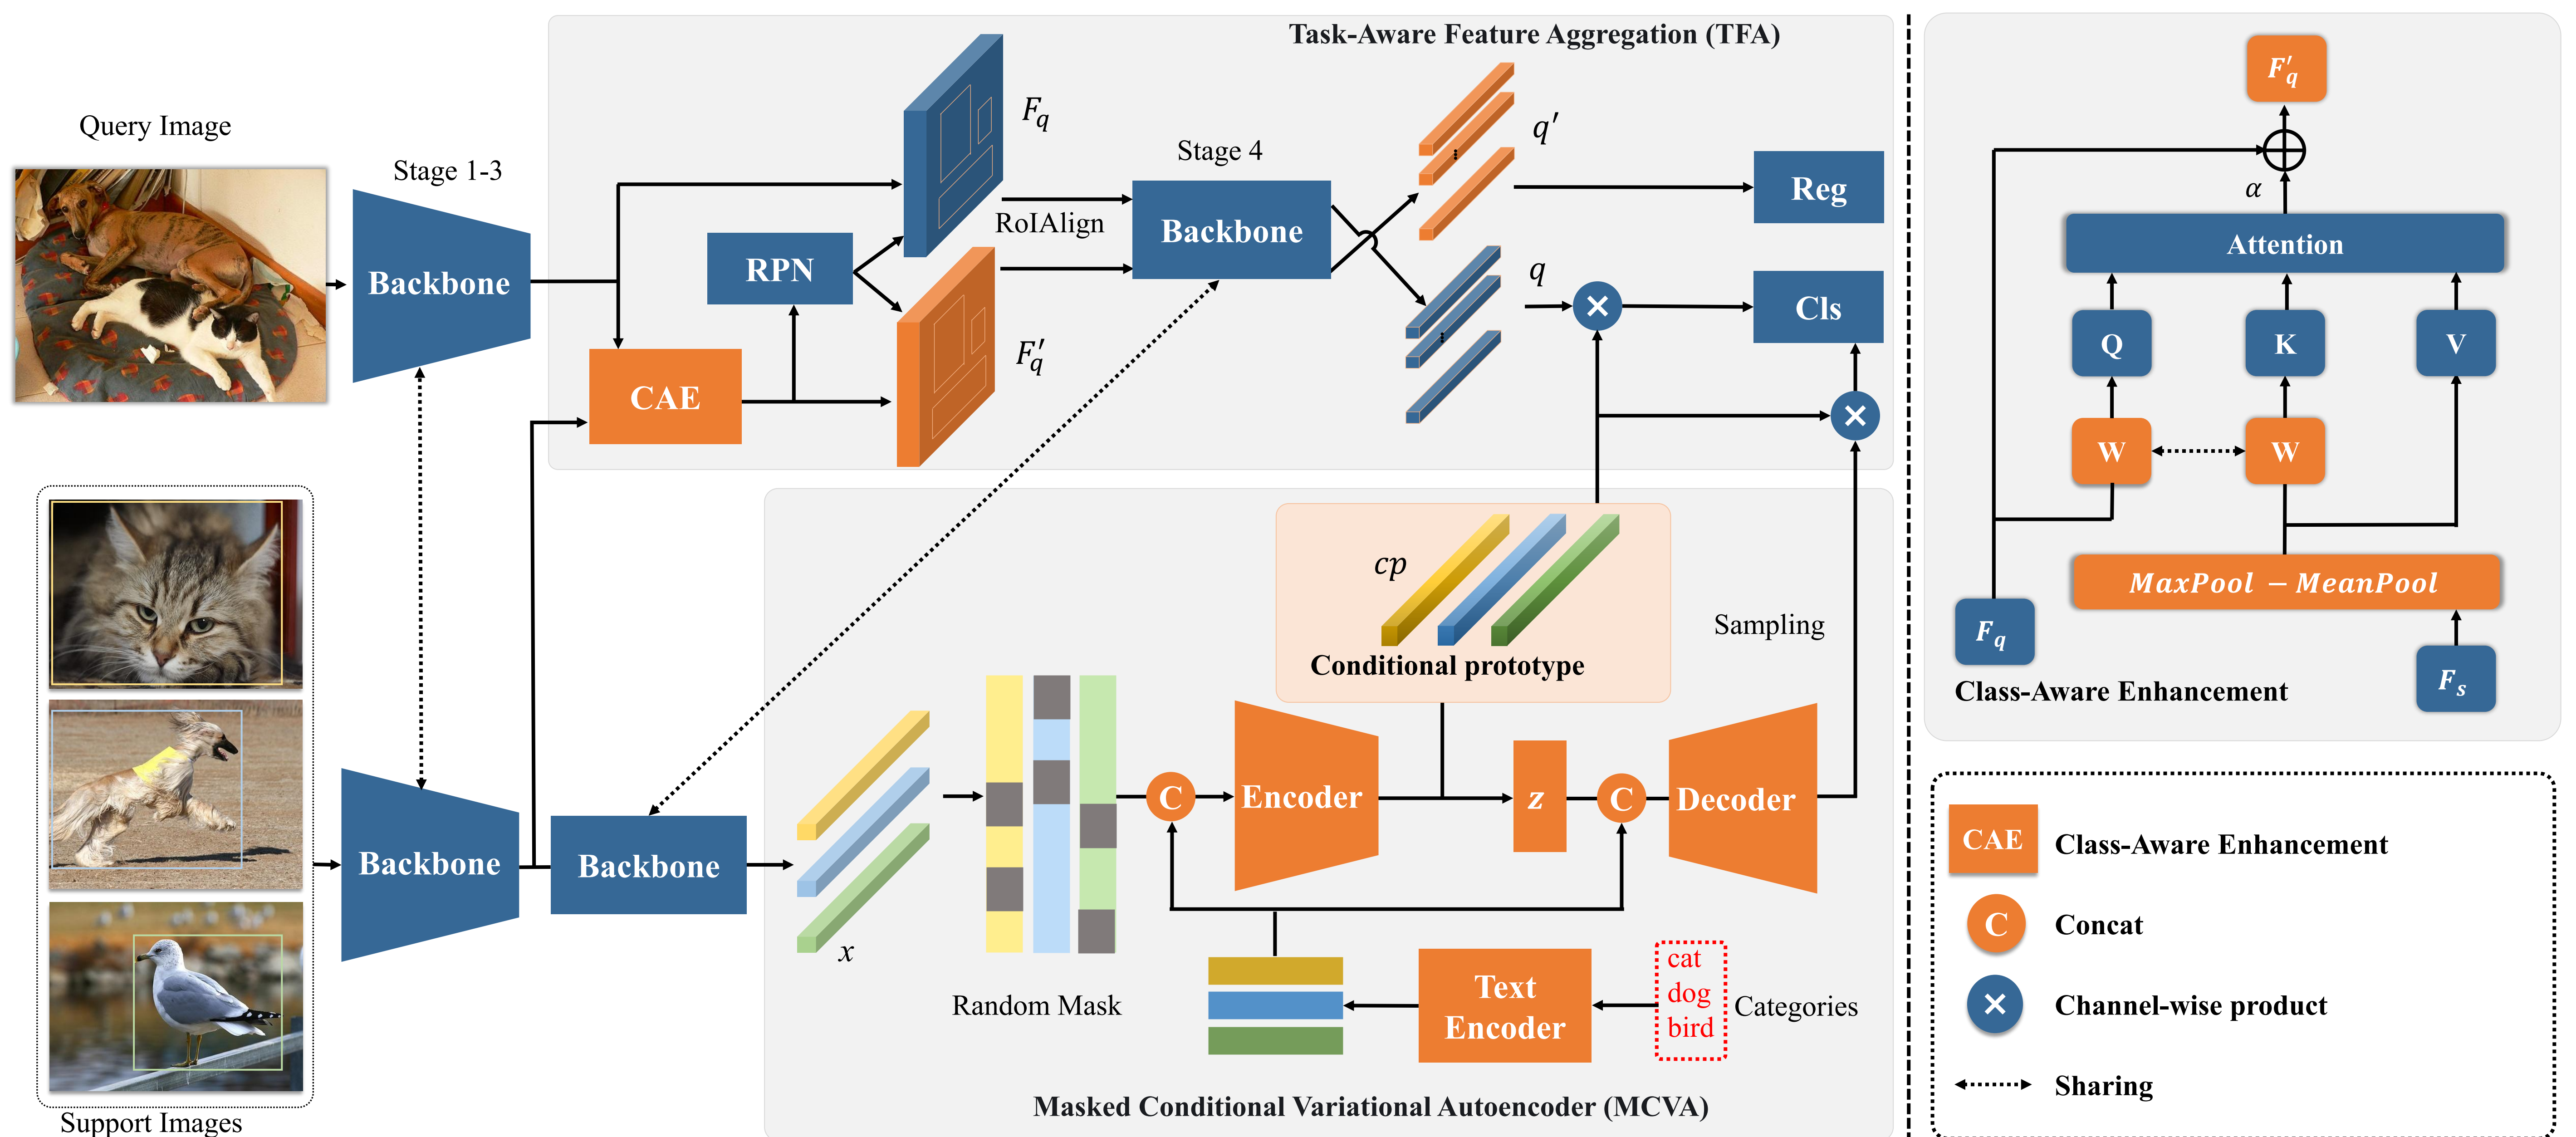 Task-Aware Feature Aggregation (TFA)
Query Image
Stage 1-3
Backbone
F_q
RPN
CAE
F'_q
RoIAlign
Stage 4
Backbone
q'
q
Reg
×
Cls
×
Support Images
Backbone
Backbone
x
Random Mask
C
Encoder
cp
Conditional prototype
z
C
Decoder
Sampling
Text
Encoder
cat
dog
bird
Categories
Masked Conditional Variational Autoencoder (MCVA)
F'_q
α
Attention
Q
K
V
W
W
MaxPool − MeanPool
F_q
F_s
Class-Aware Enhancement
CAE
Class-Aware Enhancement
C
Concat
×
Channel-wise product
Sharing